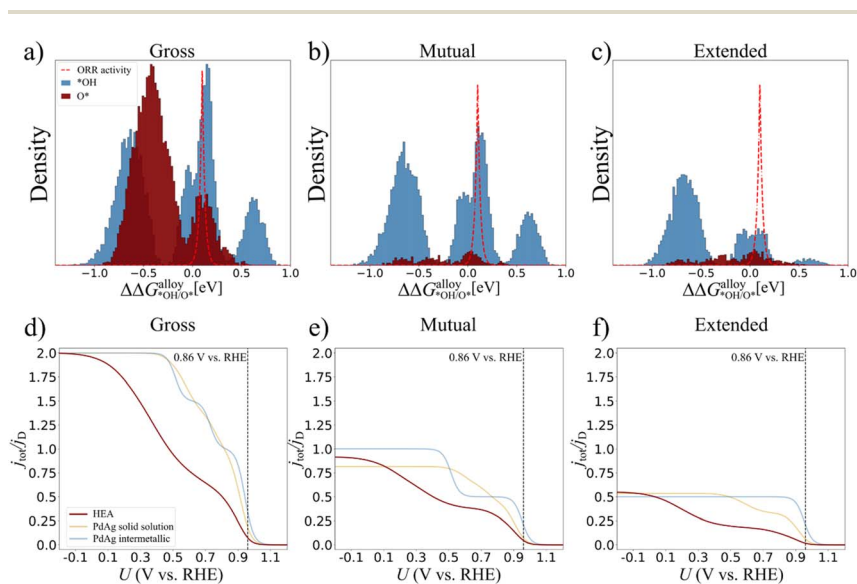 a) Gross
b) Mutual
c) Extended
ORR activity
*OH
O*
Density
Density
Density
−1.0 −0.5 0.0 0.5 1.0
−1.0 −0.5 0.0 0.5 1.0
−1.0 −0.5 0.0 0.5 1.0
ΔΔG^alloy_*OH/O* [eV]
ΔΔG^alloy_*OH/O* [eV]
ΔΔG^alloy_*OH/O* [eV]
d) Gross
e) Mutual
f) Extended
0.86 V vs. RHE
0.86 V vs. RHE
0.86 V vs. RHE
j_tot/j_D
2.0
1.75
1.5
1.25
1.0
0.75
0.5
0.25
0.0
HEA
PdAg solid solution
PdAg intermetallic
j_tot/j_D
2.0
1.75
1.5
1.25
1.0
0.75
0.5
0.25
0.0
j_tot/j_D
2.0
1.75
1.5
1.25
1.0
0.75
0.5
0.25
0.0
-0.1 0.1 0.3 0.5 0.7 0.9 1.1
-0.1 0.1 0.3 0.5 0.7 0.9 1.1
-0.1 0.1 0.3 0.5 0.7 0.9 1.1
U (V vs. RHE)
U (V vs. RHE)
U (V vs. RHE)